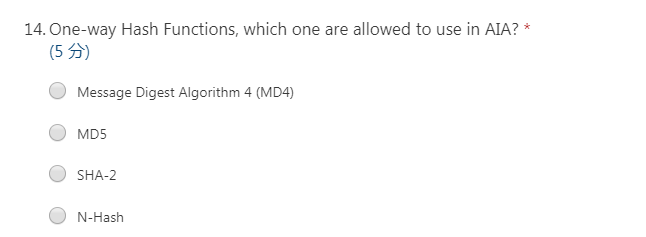 14. One-way Hash Functions, which one are allowed to use in AIA? *
(5 分)
Message Digest Algorithm 4 (MD4)
MD5
SHA-2
N-Hash